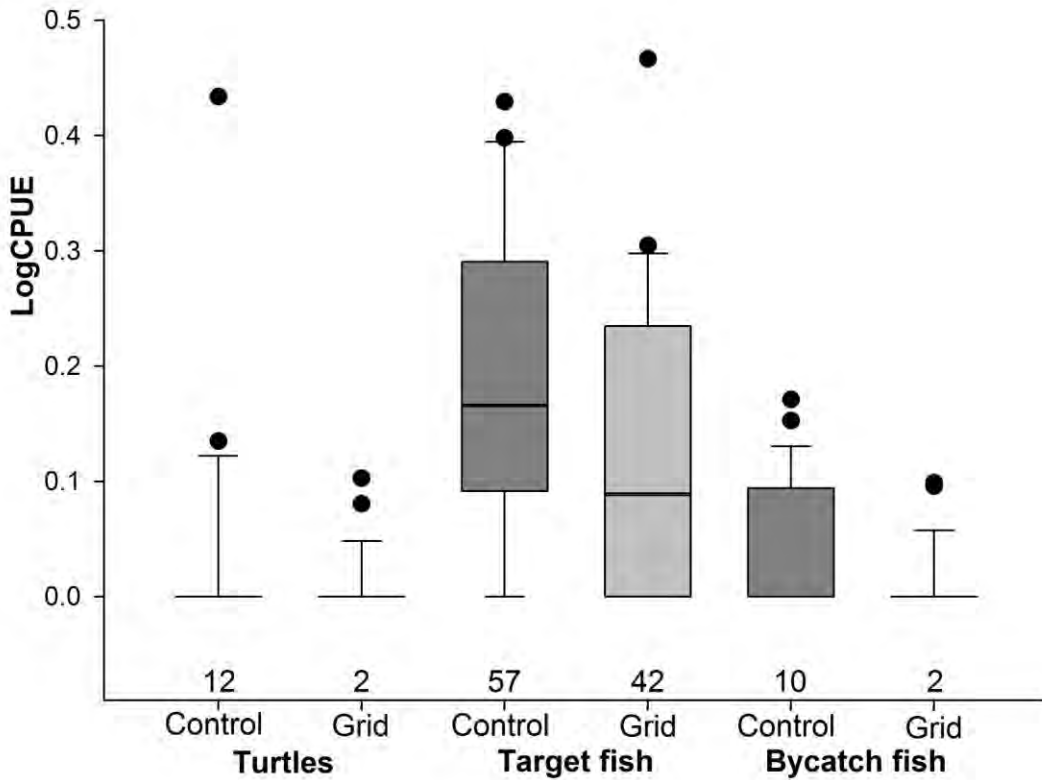 0.5
0.4
0.3
0.2
0.1
0.0
LogCPUE
12 2 57 42 10 2
Control Grid Control Grid Control Grid
Turtles Target fish Bycatch fish